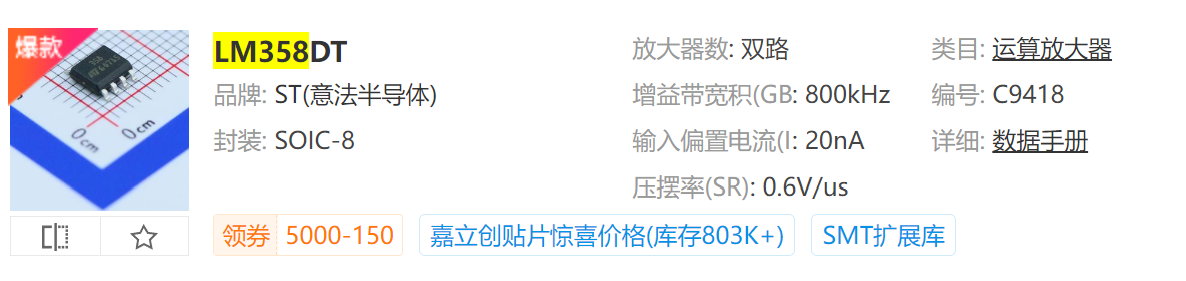 爆款
0cm
0cm
LM358DT
品牌: ST(意法半导体)
封装: SOIC-8
放大器数: 双路
增益带宽积(GB: 800kHz
输入偏置电流(I: 20nA
压摆率(SR): 0.6V/us
类目: 运算放大器
编号: C9418
详细: 数据手册
领券 5000-150
嘉立创贴片惊喜价格(库存803K+)
SMT扩展库